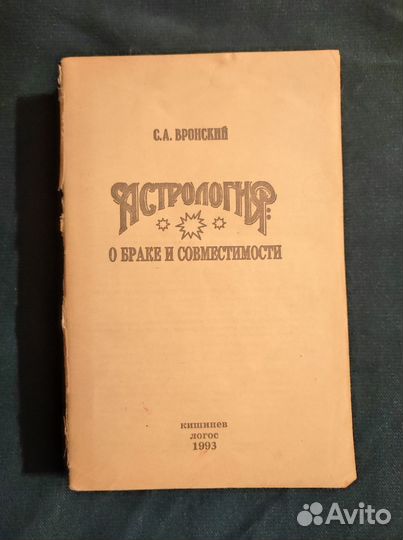 С.А. ВРОНСКИЙ
АСТРОЛОГИЯ:
О БРАКЕ И СОВМЕСТИМОСТИ
кишинев
логос
1993
Avito